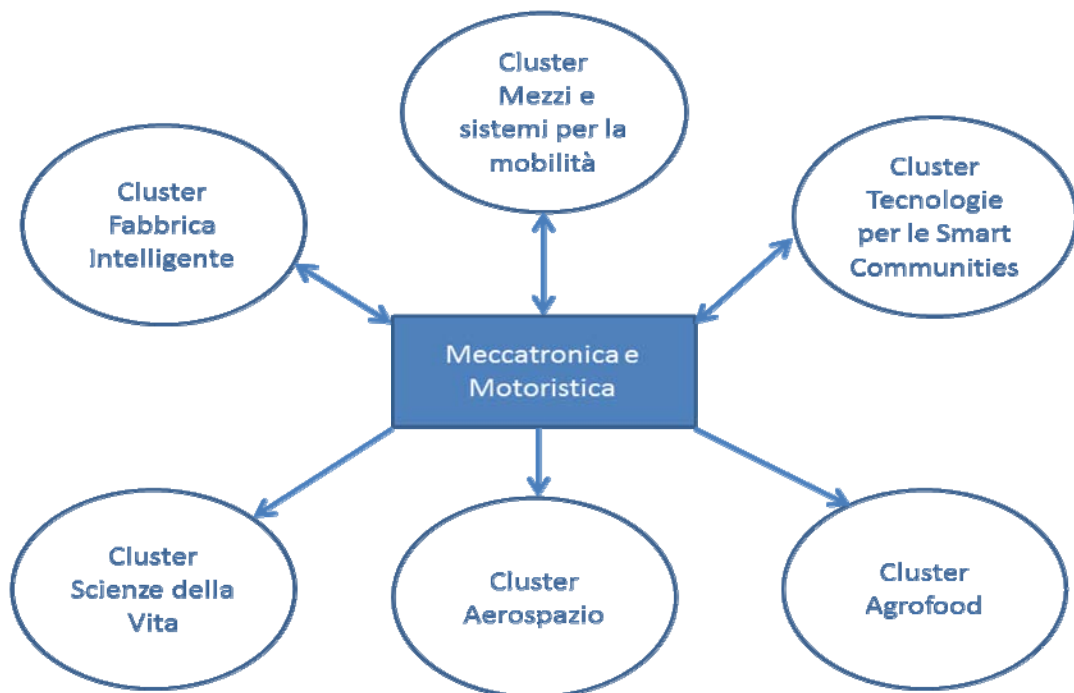 Cluster
Mezzi e
sistemi per la
mobilità
Cluster
Fabbrica
Intelligente
Cluster
Tecnologie
per le Smart
Communities
Meccatronica e
Motoristica
Cluster
Scienze della
Vita
Cluster
Aerospazio
Cluster
Agrofood